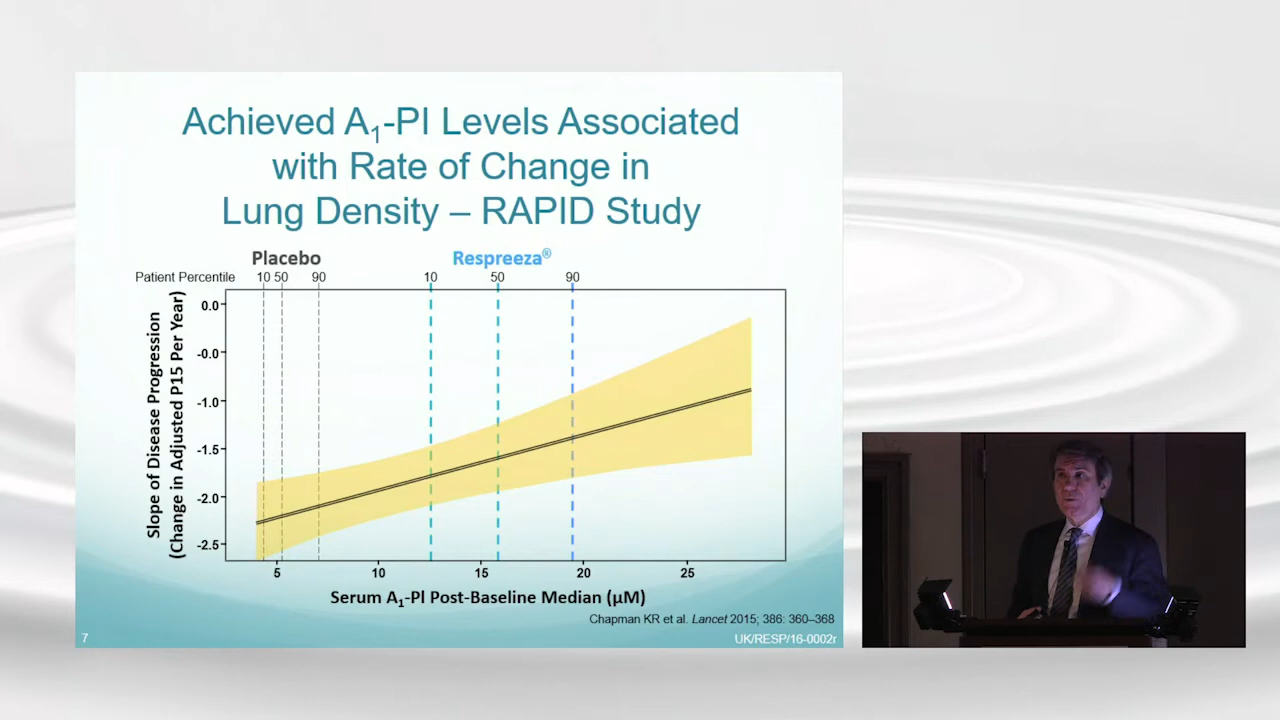 Achieved A1-PI Levels Associated
with Rate of Change in
Lung Density – RAPID Study
Placebo
Respreeza®
Patient Percentile
10 50 90
10 50 90
Slope of Disease Progression
(Change in Adjusted P15 Per Year)
0.0
-0.0
-1.0
-1.5
-2.0
-2.5
5 10 15 20 25
Serum A1-PI Post-Baseline Median (µM)
Chapman KR et al. Lancet 2015; 386: 360–368
7
UK/RESP/16-0002r